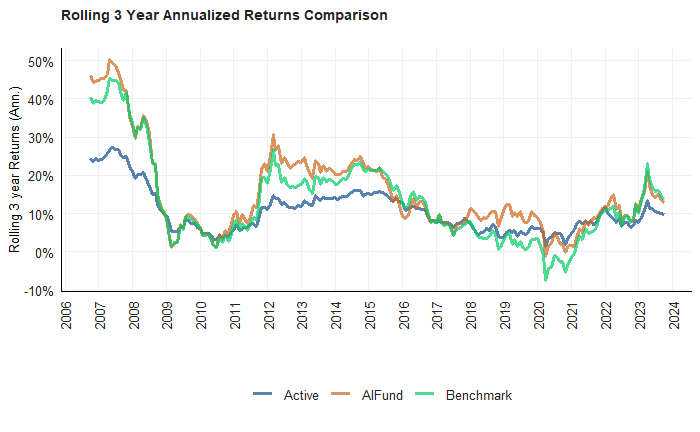 Rolling 3 Year Annualized Returns Comparison
Rolling 3 year Returns (Ann.)
50%
40%
30%
20%
10%
0%
-10%
2006 2007 2008 2009 2010 2011 2012 2013 2014 2015 2016 2017 2018 2019 2020 2021 2022 2023 2024
Active AIFund Benchmark